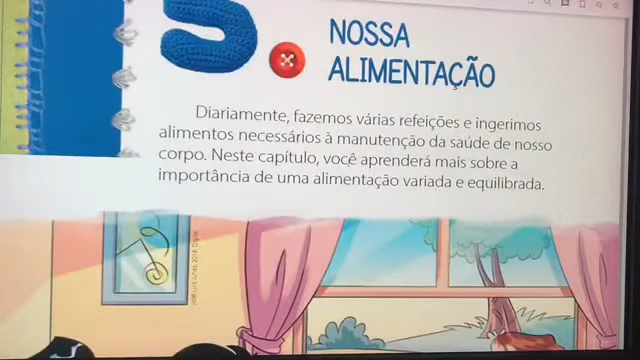 5.
NOSSA
ALIMENTAÇÃO
Diariamente, fazemos várias refeições e ingerimos
alimentos necessários à manutenção da saúde de nosso
corpo. Neste capítulo, você aprenderá mais sobre a
importância de uma alimentação variada e equilibrada.